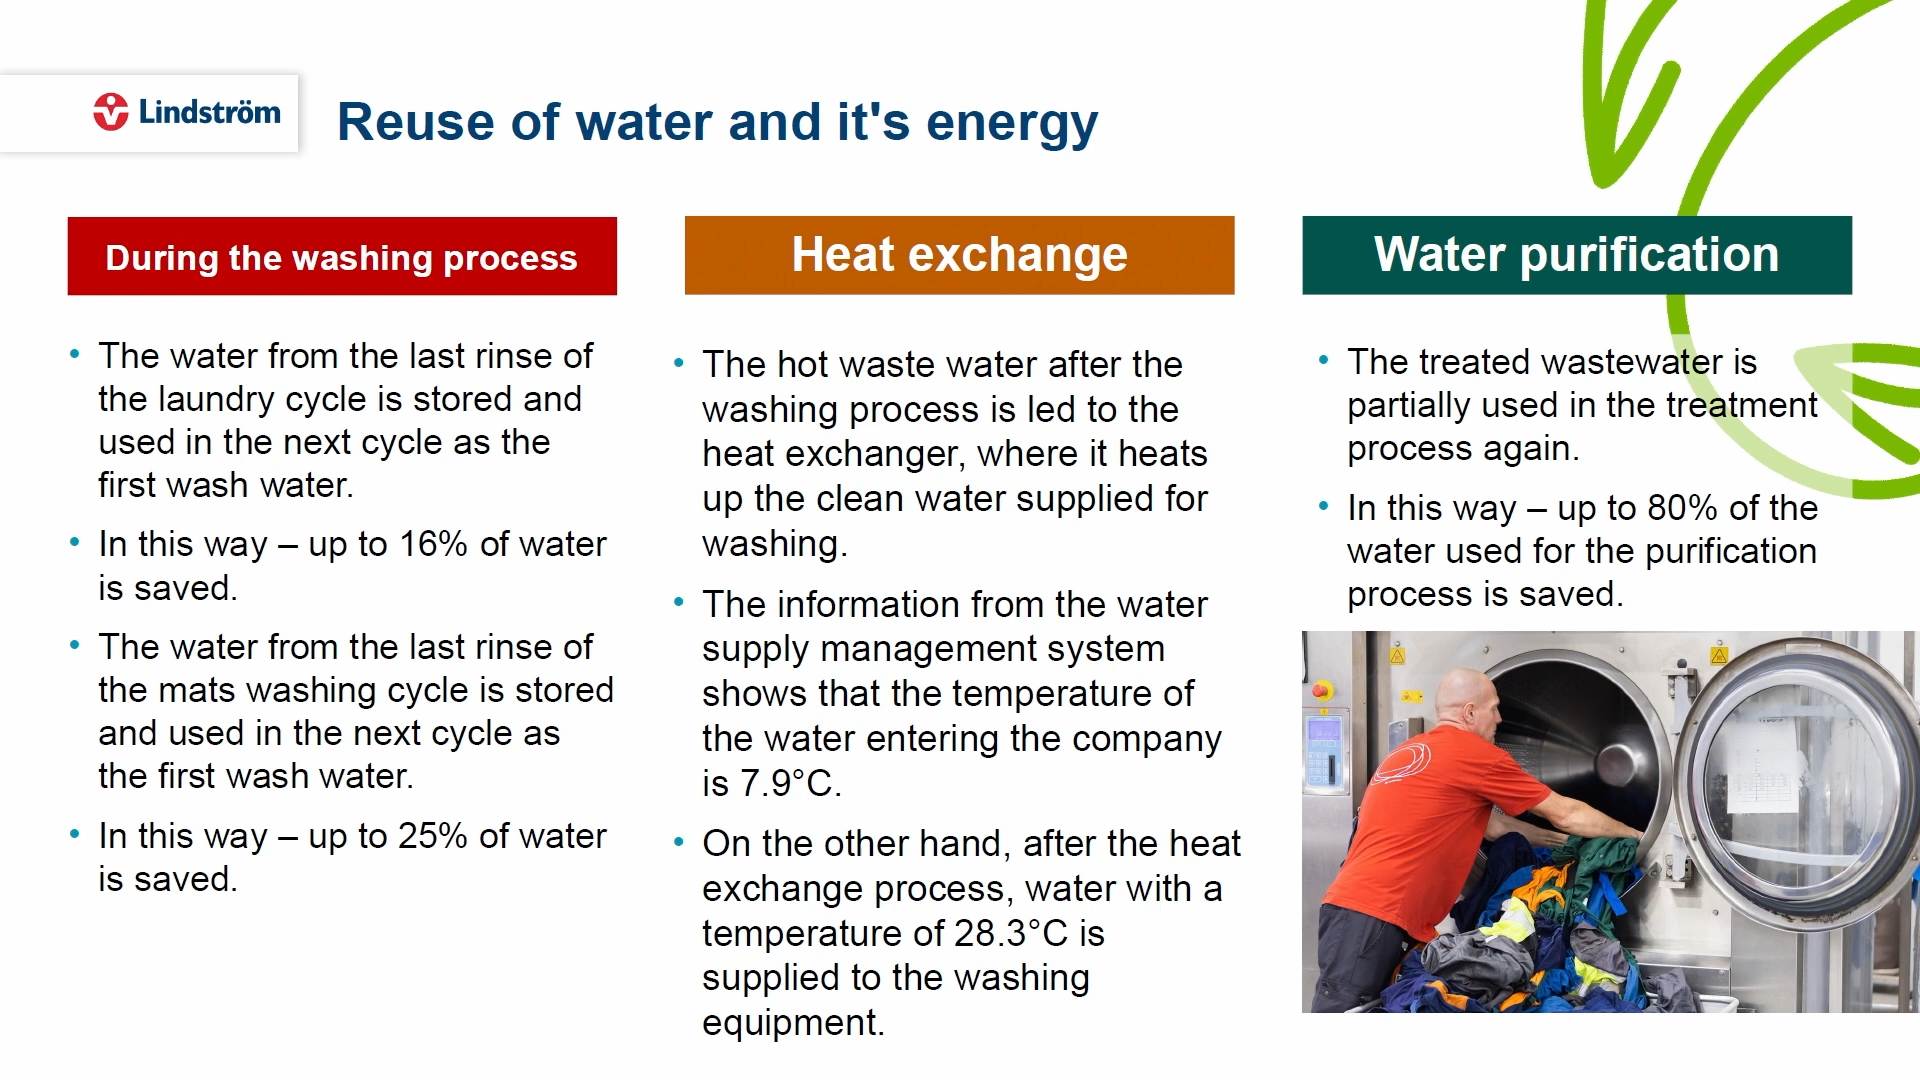 Lindström
Reuse of water and it's energy
During the washing process
• The water from the last rinse of
the laundry cycle is stored and
used in the next cycle as the
first wash water.
• In this way – up to 16% of water
is saved.
• The water from the last rinse of
the mats washing cycle is stored
and used in the next cycle as
the first wash water.
• In this way – up to 25% of water
is saved.
Heat exchange
• The hot waste water after the
washing process is led to the
heat exchanger, where it heats
up the clean water supplied for
washing.
• The information from the water
supply management system
shows that the temperature of
the water entering the company
is 7.9°C.
• On the other hand, after the heat
exchange process, water with a
temperature of 28.3°C is
supplied to the washing
equipment.
Water purification
• The treated wastewater is
partially used in the treatment
process again.
• In this way – up to 80% of the
water used for the purification
process is saved.